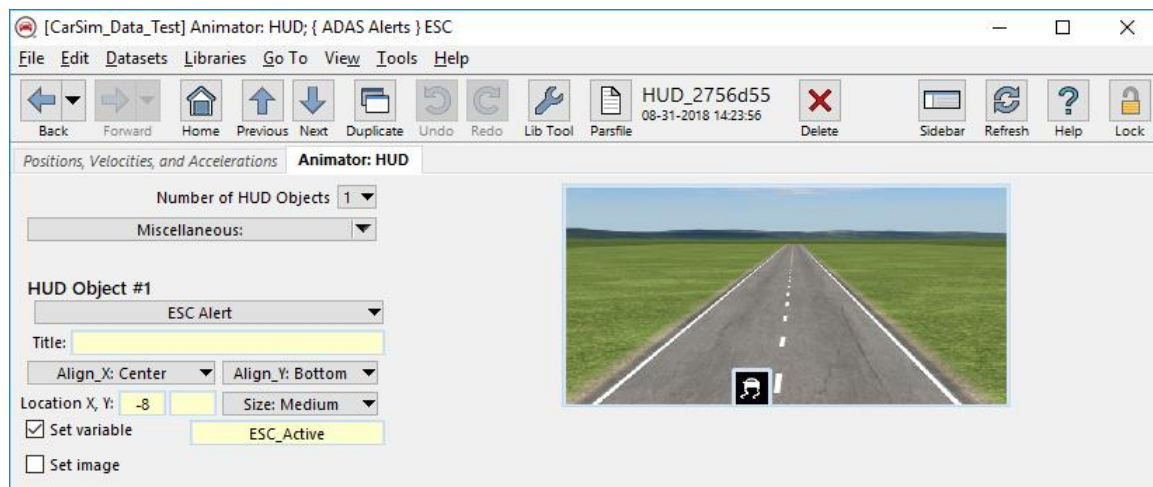 [CarSim_Data_Test] Animator: HUD; { ADAS Alerts } ESC
File Edit Datasets Libraries Go To View Tools Help
HUD_2756d55
08-31-2018 14:23:56
Back Forward Home Previous Next Duplicate Undo Redo Lib Tool Parsfile Delete Sidebar Refresh Help Lock
Positions, Velocities, and Accelerations Animator: HUD
Number of HUD Objects 1
Miscellaneous:
HUD Object #1
ESC Alert
Title:
Align_X: Center Align_Y: Bottom
Location X, Y: -8 Size: Medium
Set variable ESC_Active
Set image